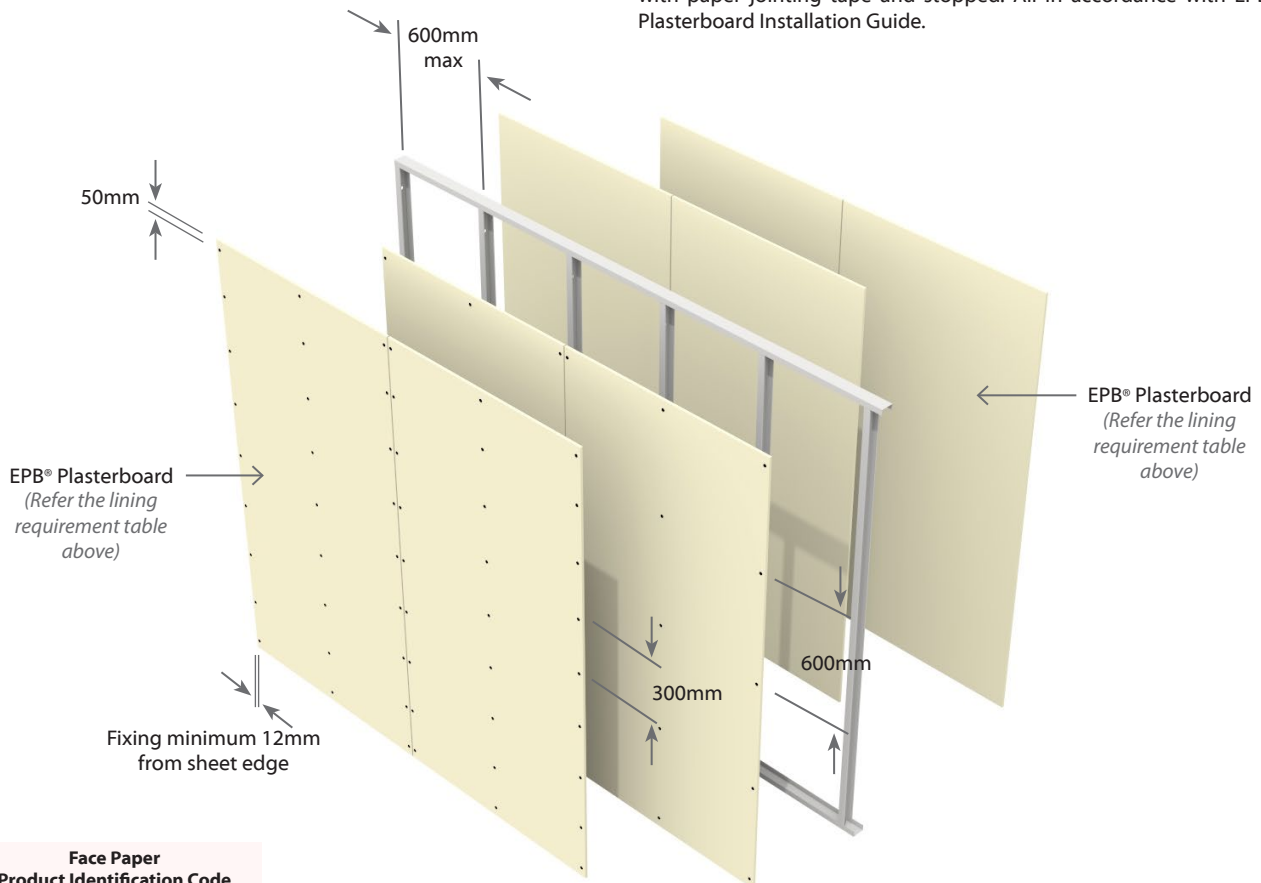 with paper jointing tape and stopped. All in accordance with
Plasterboard Installation Guide.
600mm
max
50mm
EPB® Plasterboard
(Refer the lining
requirement table
above)
EPB® Plasterboard
(Refer the lining
requirement table
above)
600mm
300mm
Fixing minimum 12mm
from sheet edge
Face Paper
Product Identification Code